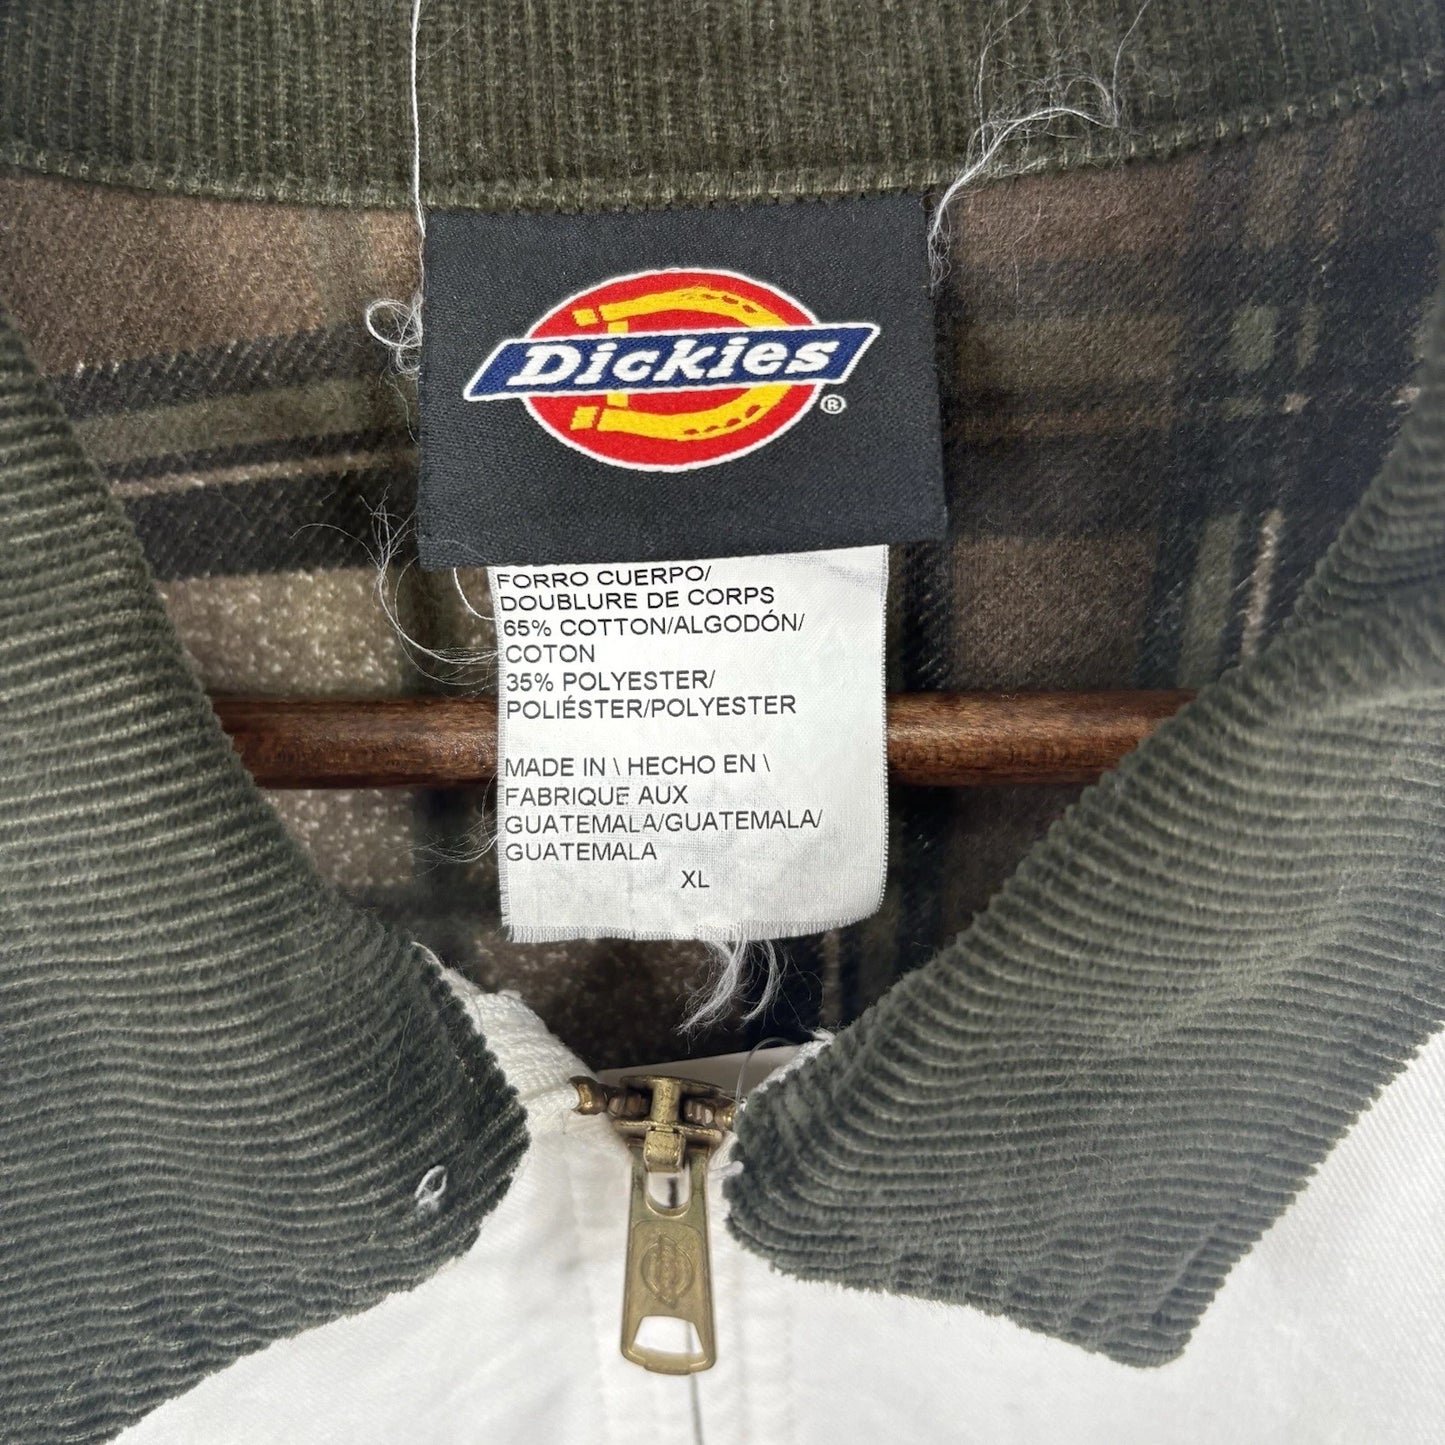 Dickies
®
FORRO CUERPO/
DOUBLURE DE CORPS
65% COTTON/ALGODÓN/
COTON
35% POLYESTER/
POLIÉSTER/POLYESTER
MADE IN \ HECHO EN \
FABRIQUE AUX
GUATEMALA/GUATEMALA/
GUATEMALA
XL